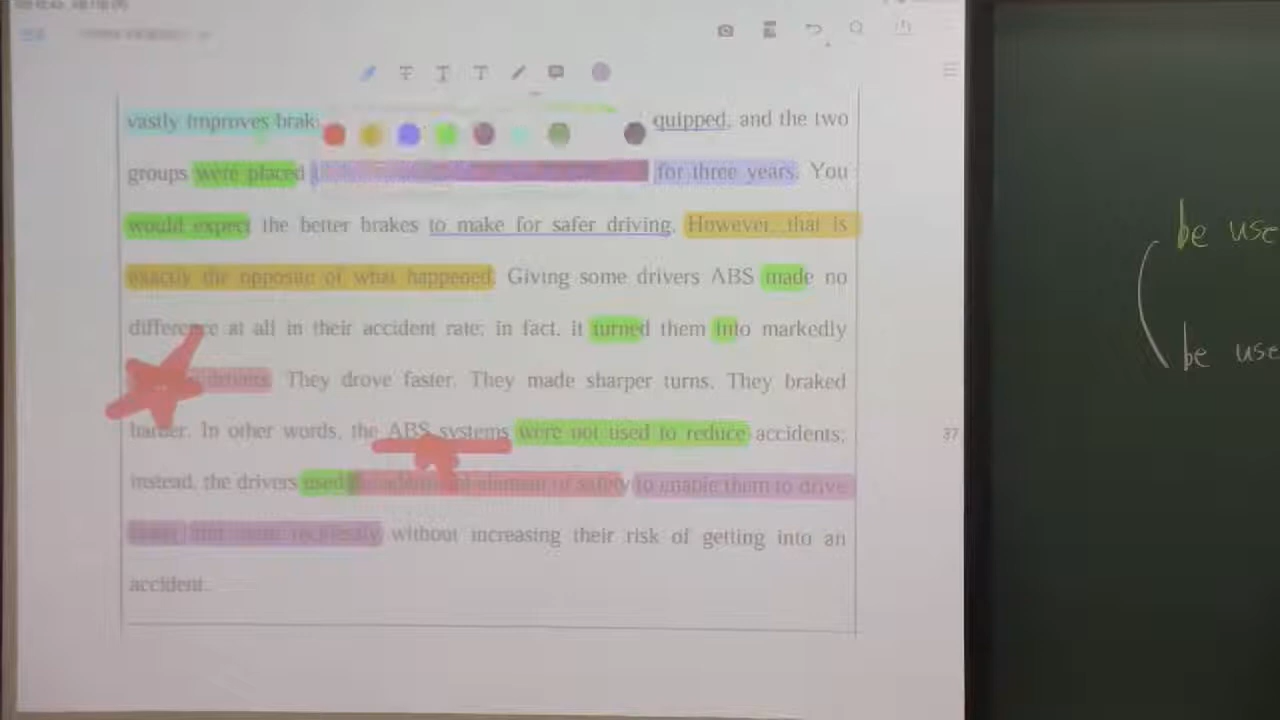 vastly improves quipped, and the two
groups were placed for three years. You
would expect the better brakes to make for safer driving. However, that is
exactly the opposite of what happened. Giving some drivers ABS made no
difference at all in their accident rate; in fact, it turned them into markedly
drivers. They drove faster. They made sharper turns. They braked
harder. In other words, the ABS systems were not used to reduce accidents;
37
instead, the drivers used element of safety to enable them to drive
without increasing their risk of getting into an
accident.
be use
be use